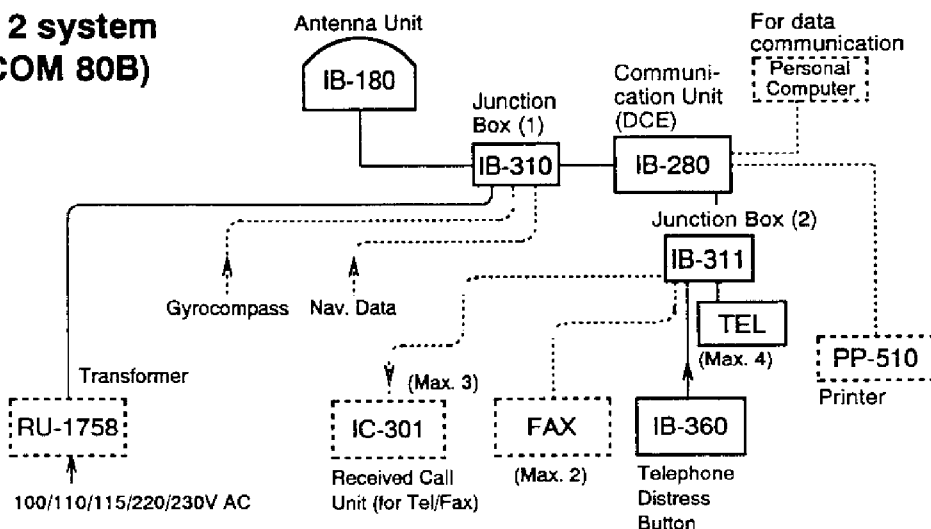 2 system
COM 80B)
Antenna Unit
IB-180
Junction
Box (1)
IB-310
Communi-
cation Unit
(DCE)
IB-280
For data
communication
Personal
Computer
Junction Box (2)
IB-311
Gyrocompass
Nav. Data
TEL
(Max. 4)
PP-510
Printer
Transformer
RU-1758
100/110/115/220/230V AC
(Max. 3)
IC-301
Received Call
Unit (for Tel/Fax)
FAX
(Max. 2)
IB-360
Telephone
Distress
Button